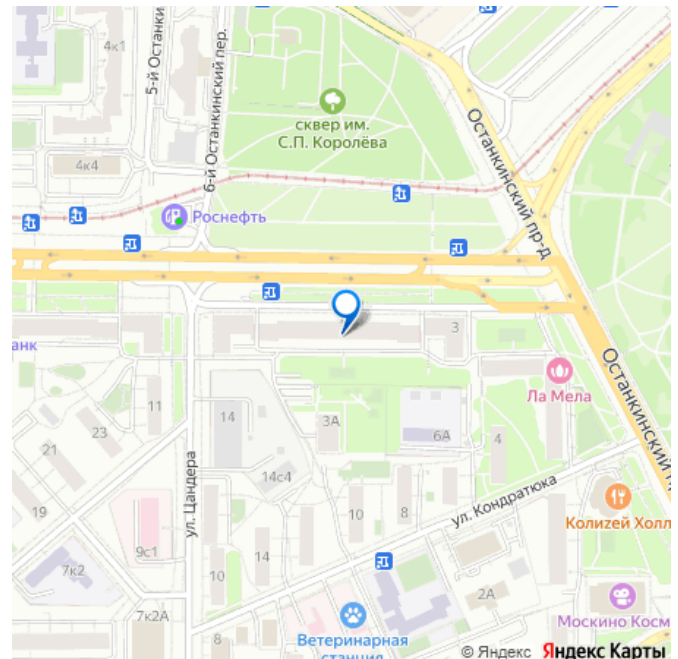 4к1
5-й Останки
6-й Останкинский пер.
сквер им.
С.П. Королёва
Останкинский пр-д
4к4
Роснефть
3
анк
Ла Мела
Останкинский п
11
14
3А
6А
4
23
21
14с4
ул. Цандера
ул. Кондратюка
19
10
8
Колизей Холл
9с1
14
7к2
10
2А
7к2А
8
Москино Косм
Ветеринарная
станция
© Яндекс Яндекс Карты